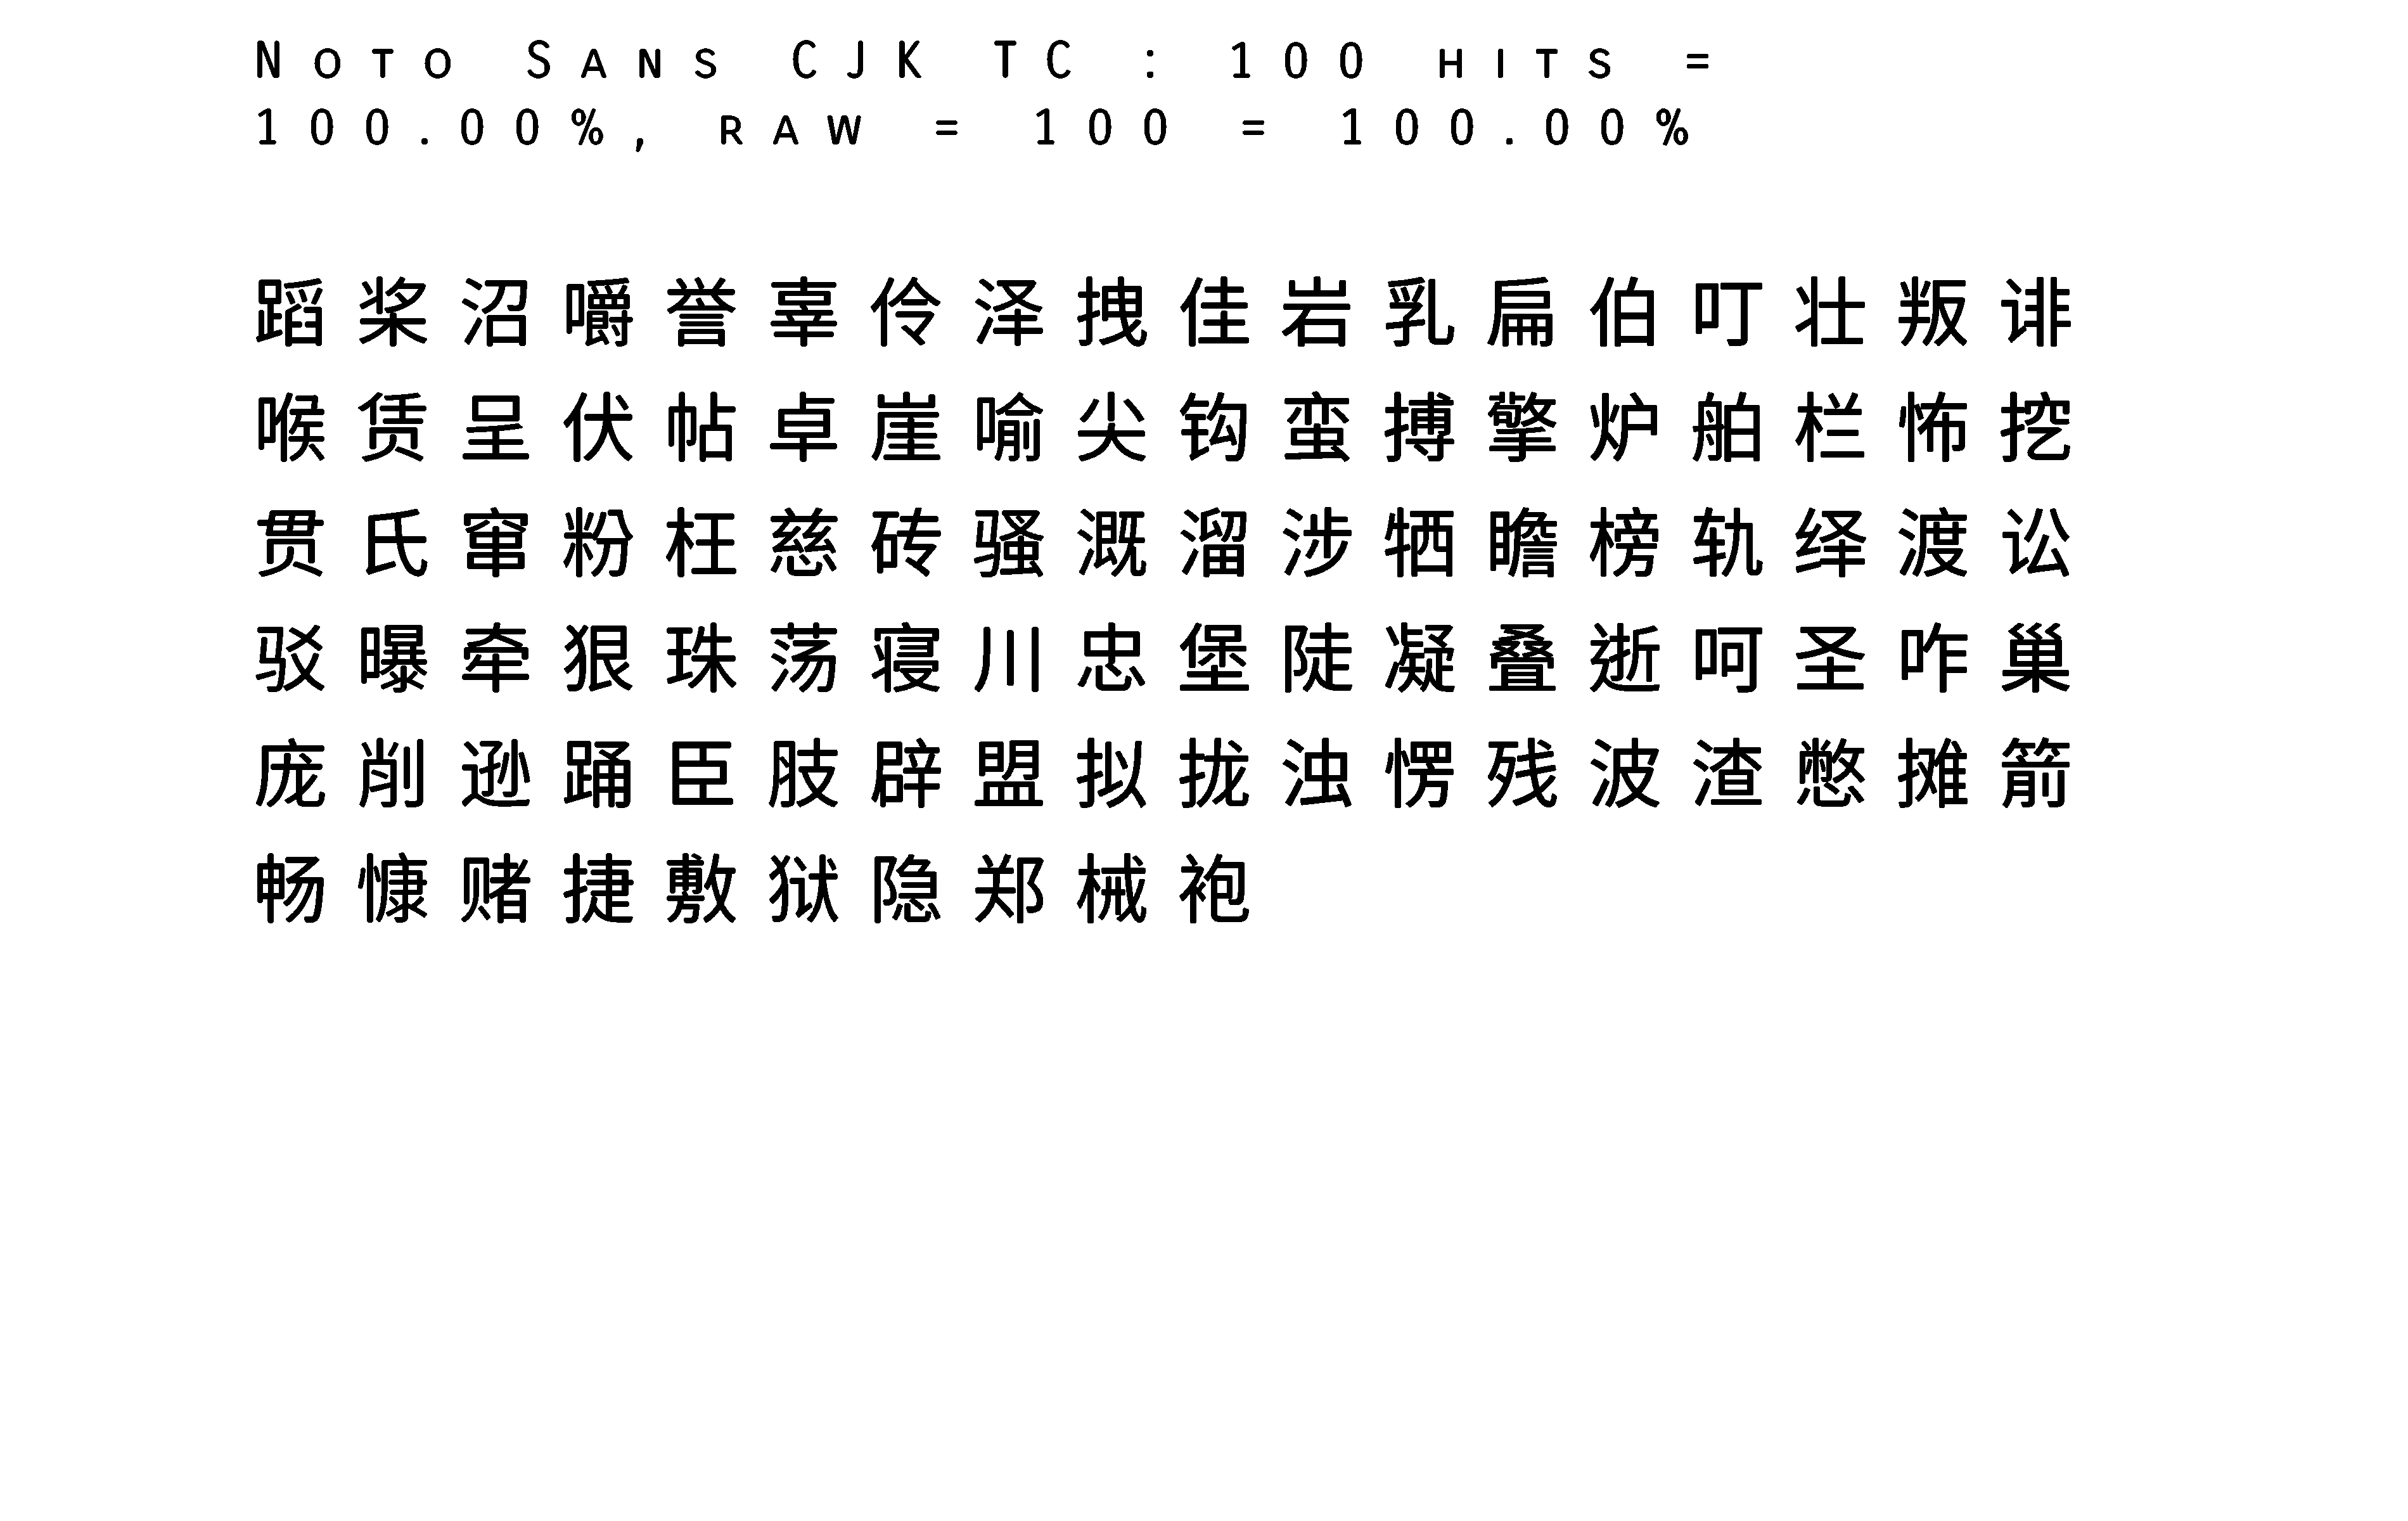 Noto Sans CJK TC : 100 hits =
100.00%, raw = 100 = 100.00%
蹈桨沼嚼誉辜伶泽拽佳岩乳扁伯叮壮叛诽
喉赁呈伏帖卓崖喻尖钩蛮搏擎炉舶栏怖挖
贯氏窜粉枉慈砖骚溉溜涉牺瞻榜轨绎渡讼
驳曝牵狠珠荡寝川忠堡陡凝叠逝呵圣咋巢
庞削逊踊臣肢辟盟拟拢浊愕残波渣憋摊箭
畅慷赌捷敷狱隐郑械袍